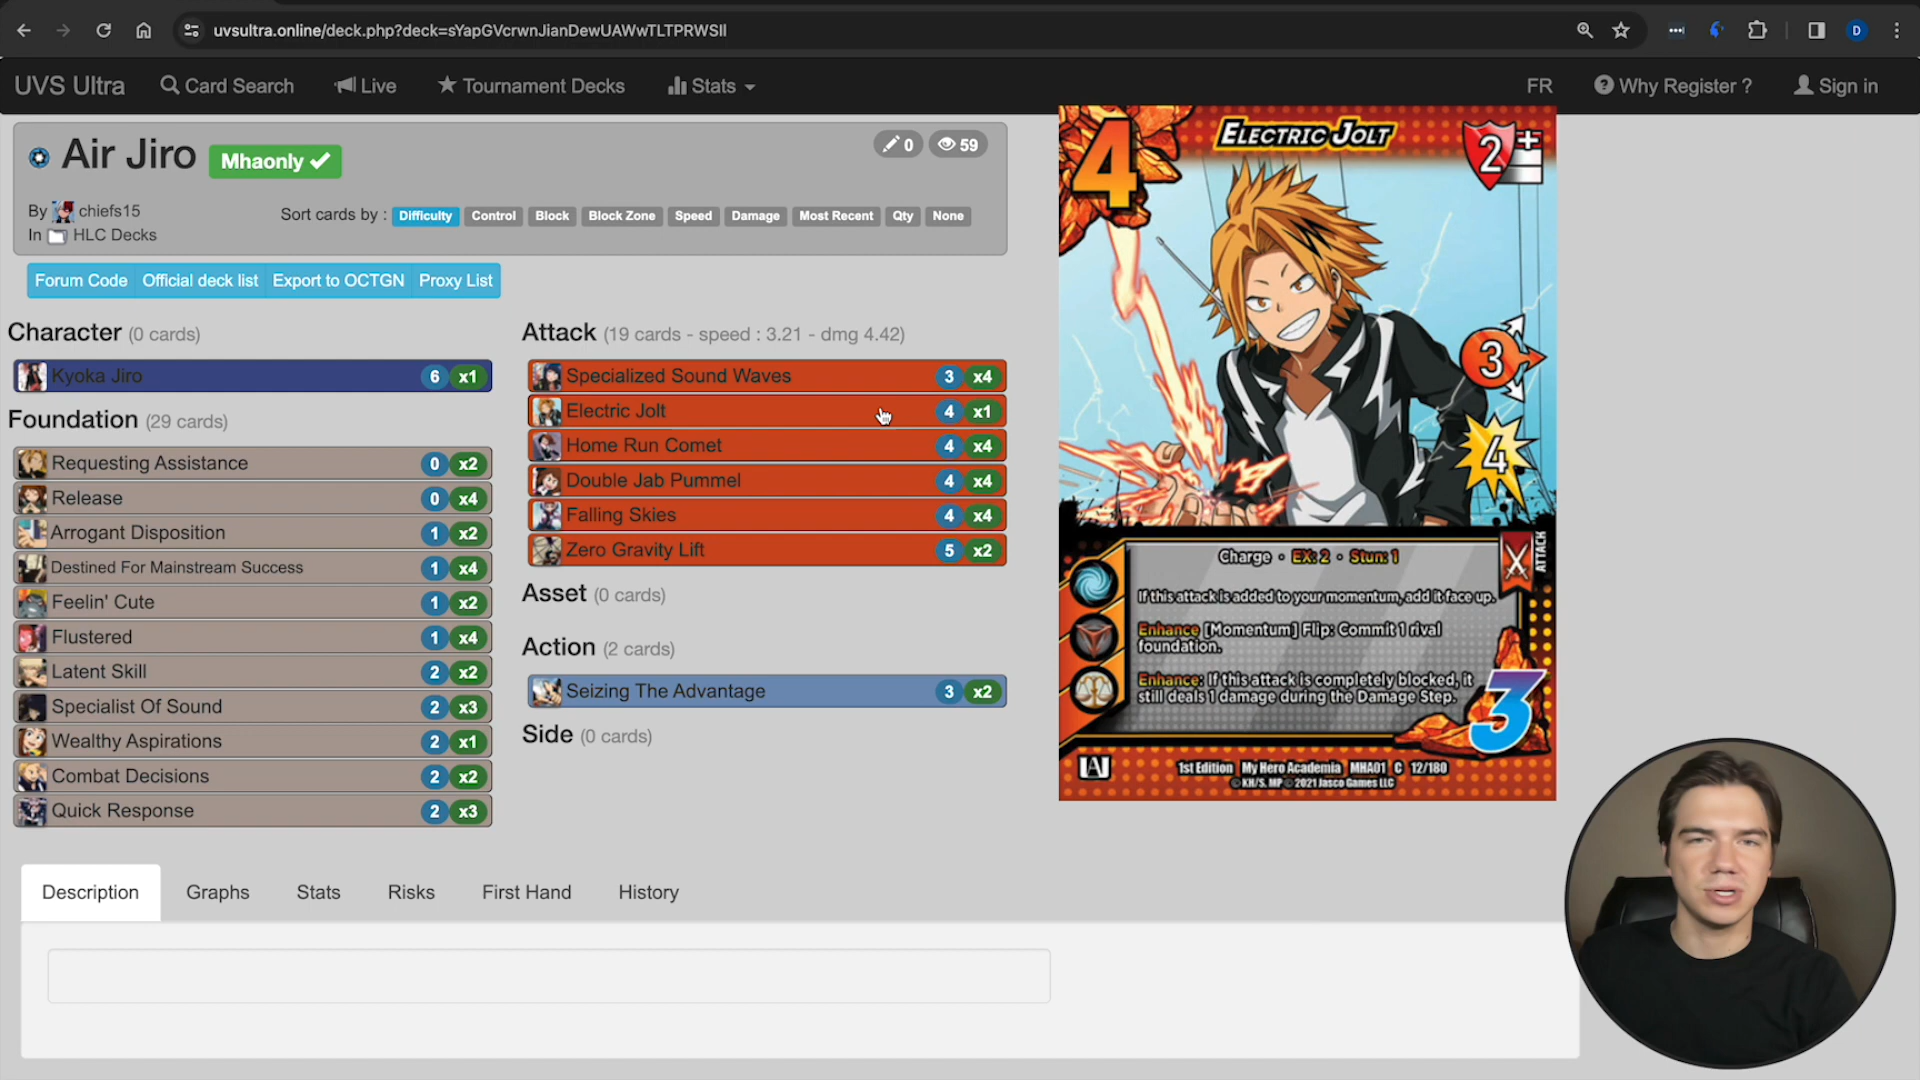 uvsultra.online/deck.php?deck=sYapGVcrwnJianDewUAWwTLTPRWSII
D
UVS Ultra
Card Search
Live
Tournament Decks
Stats
FR
Why Register ?
Sign in
Air Jiro
Mhaonly
0
59
By chiefs15
In HLC Decks
Sort cards by :
Difficulty
Control
Block
Block Zone
Speed
Damage
Most Recent
Qty
None
Forum Code
Official deck list
Export to OCTGN
Proxy List
Character (0 cards)
Kyoka Jiro 6 x1
Foundation (29 cards)
Requesting Assistance 0 x2
Release 0 x4
Arrogant Disposition 1 x2
Destined For Mainstream Success 1 x4
Feelin' Cute 1 x2
Flustered 1 x4
Latent Skill 2 x2
Specialist Of Sound 2 x3
Wealthy Aspirations 2 x1
Combat Decisions 2 x2
Quick Response 2 x3
Attack (19 cards - speed : 3.21 - dmg 4.42)
Specialized Sound Waves 3 x4
Electric Jolt 4 x1
Home Run Comet 4 x4
Double Jab Pummel 4 x4
Falling Skies 4 x4
Zero Gravity Lift 5 x2
Asset (0 cards)
Action (2 cards)
Seizing The Advantage 3 x2
Side (0 cards)
4
Electric Jolt
2
+
3
4
Charge • EX: 2 • Stun: 1
ATTACK
If this attack is added to your momentum, add it face up.
Enhance [Momentum] Flip: Commit 1 rival
foundation.
Enhance: If this attack is completely blocked, it
still deals 1 damage during the Damage Step.
3
1st Edition My Hero Academia MHA01 C 12/180
©KH/S, MP © 2021 Jasco Games LLC
Description
Graphs
Stats
Risks
First Hand
History